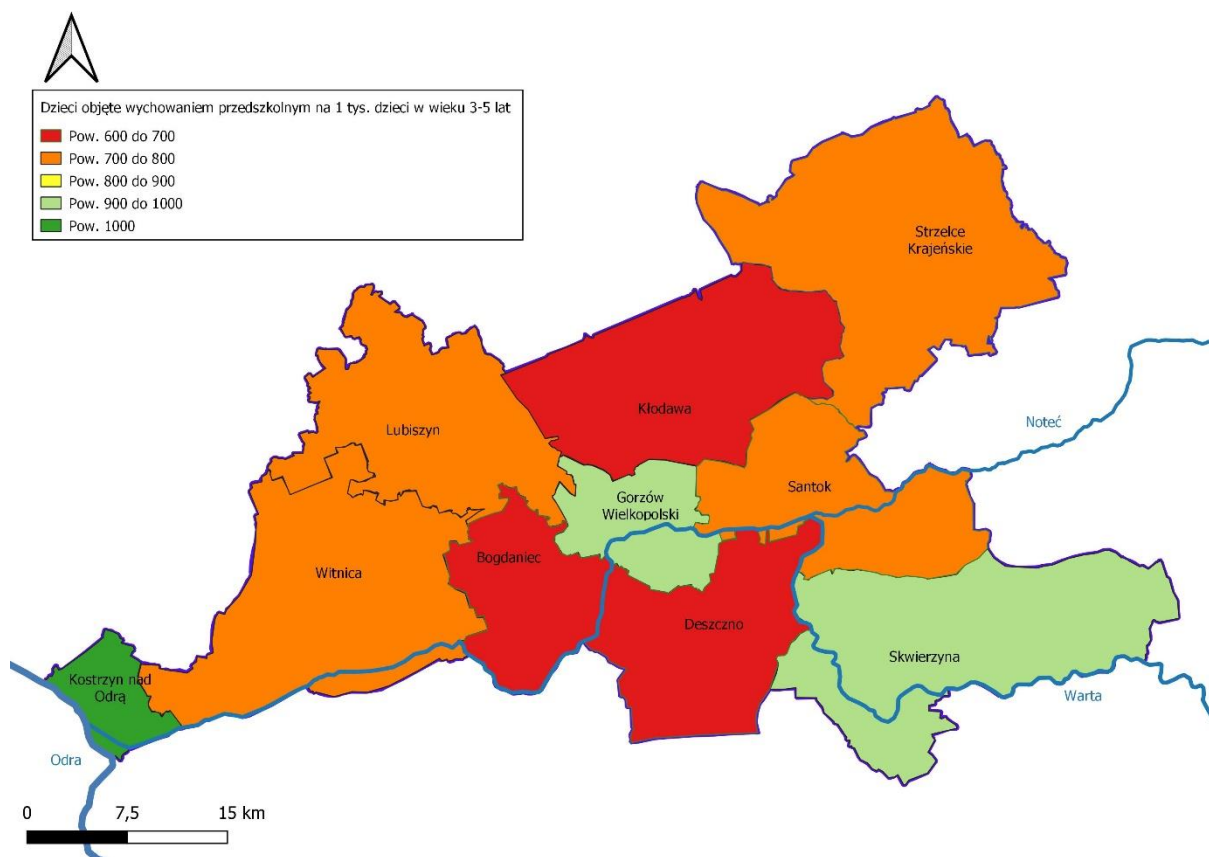 Dzieci objęte wychowaniem przedszkolnym na 1 tys. dzieci w wieku 3-5 lat
Pow. 600 do 700
Pow. 700 do 800
Pow. 800 do 900
Pow. 900 do 1000
Pow. 1000
Strzelce
Krajeńskie
Kłodawa
Noteć
Lubiszyn
Santok
Gorzów
Wielkopolski
Bogdaniec
Witnica
Deszczno
Skwierzyna
Kostrzyn nad
Odrą
Warta
Odra
0 7,5 15 km